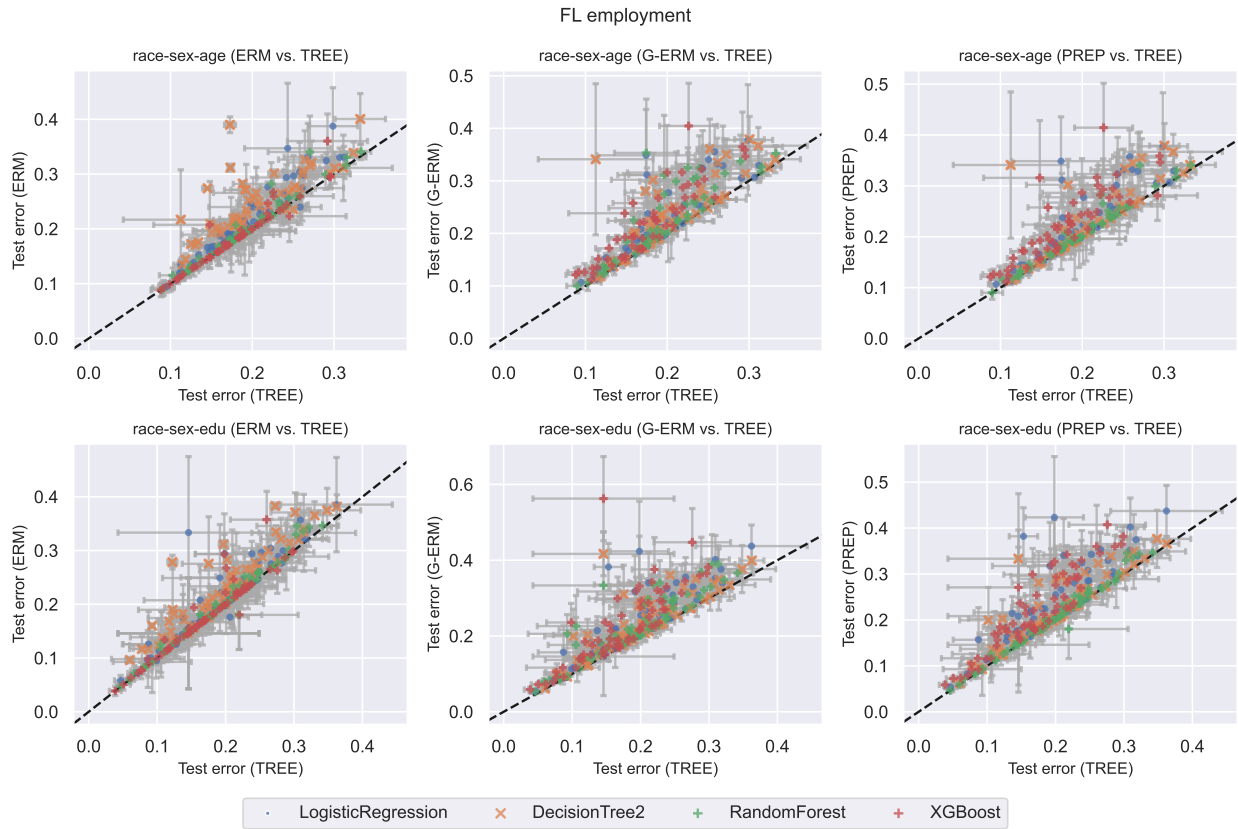 FL employment
race-sex-age (ERM vs. TREE)
Test error (ERM)
0.4
0.3
0.2
0.1
0.0
0.0 0.1 0.2 0.3
Test error (TREE)
race-sex-age (G-ERM vs. TREE)
Test error (G-ERM)
0.5
0.4
0.3
0.2
0.1
0.0
0.0 0.1 0.2 0.3
Test error (TREE)
race-sex-age (PREP vs. TREE)
Test error (PREP)
0.5
0.4
0.3
0.2
0.1
0.0
0.0 0.1 0.2 0.3
Test error (TREE)
race-sex-edu (ERM vs. TREE)
Test error (ERM)
0.4
0.3
0.2
0.1
0.0
0.0 0.1 0.2 0.3 0.4
Test error (TREE)
race-sex-edu (G-ERM vs. TREE)
Test error (G-ERM)
0.6
0.4
0.2
0.0
0.0 0.1 0.2 0.3 0.4
Test error (TREE)
race-sex-edu (PREP vs. TREE)
Test error (PREP)
0.5
0.4
0.3
0.2
0.1
0.0
0.0 0.1 0.2 0.3 0.4
Test error (TREE)
LogisticRegression DecisionTree2 RandomForest XGBoost